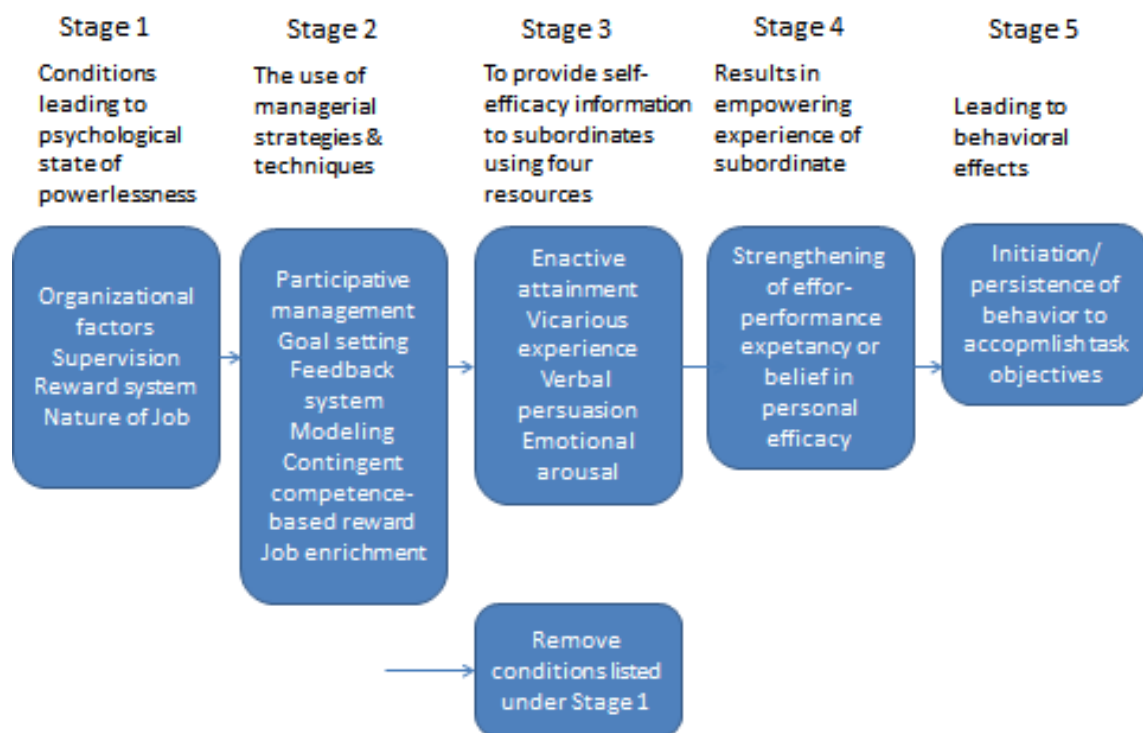 Stage 1
Conditions
leading to
psychological
state of
powerlessness
Organizational
factors
Supervision
Reward system
Nature of Job
Stage 2
The use of
managerial
strategies &
techniques
Participative
management
Goal setting
Feedback
system
Modeling
Contingent
competence-
based reward
Job enrichment
Stage 3
To provide self-
efficacy information
to subordinates
using four
resources
Enactive
attainment
Vicarious
experience
Verbal
persuasion
Emotional
arousal
Remove
conditions listed
under Stage 1
Stage 4
Results in
empowering
experience of
subordinate
Strengthening
of effor-
performance
expetancy or
belief in
personal
efficacy
Stage 5
Leading to
behavioral
effects
Initiation/
persistence of
behavior to
accopmlish task
objectives